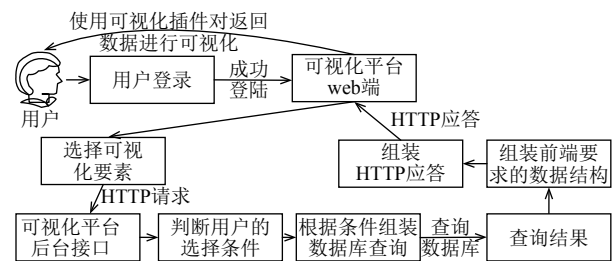 使用可视化插件对返回
数据进行可视化
用户
用户登录
成功
登陆
可视化平台
web端
HTTP应答
选择可视
化要素
组装
HTTP应答
组装前端要
求的数据结构
HTTP请求
可视化平台
后台接口
判断用户的
选择条件
根据条件组装
数据库查询
查询
数据库
查询结果